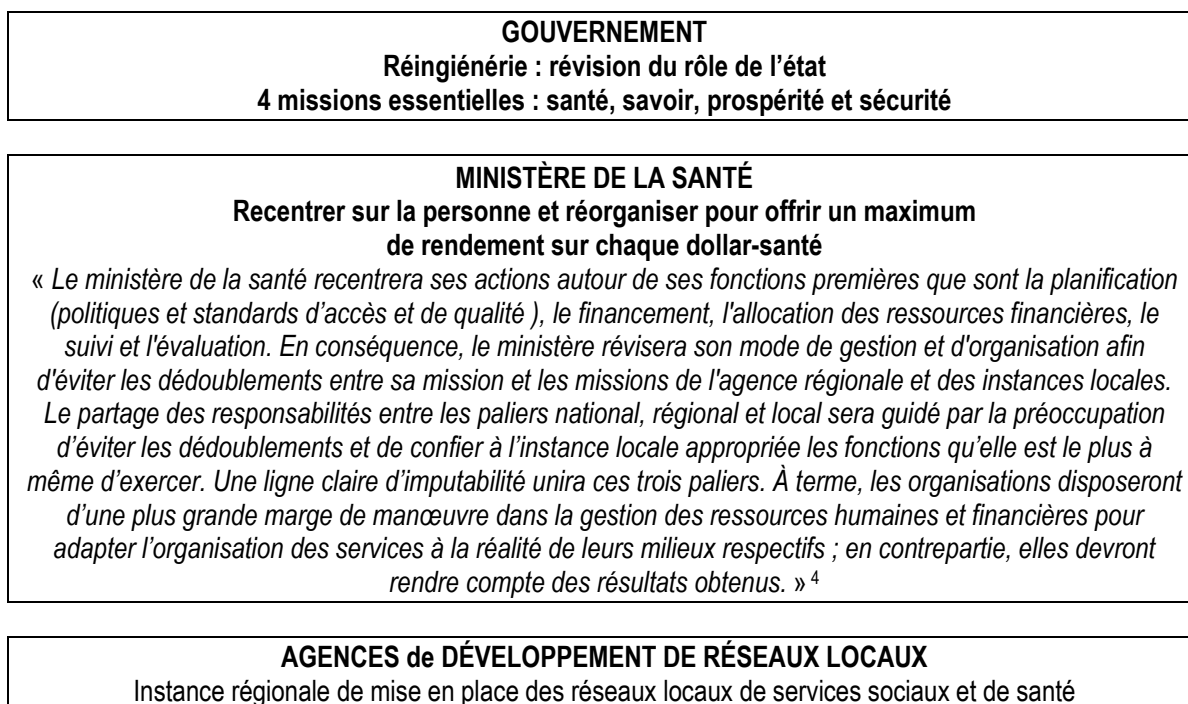 GOUVERNEMENT
Réingiénérie : révision du rôle de l’état
4 missions essentielles : santé, savoir, prospérité et sécurité
MINISTÈRE DE LA SANTÉ
Recentrer sur la personne et réorganiser pour offrir un maximum
de rendement sur chaque dollar-santé
« Le ministère de la santé recentrera ses actions autour de ses fonctions premières que sont la planification
(politiques et standards d’accès et de qualité ), le financement, l'allocation des ressources financières, le
suivi et l'évaluation. En conséquence, le ministère révisera son mode de gestion et d'organisation afin
d'éviter les dédoublements entre sa mission et les missions de l'agence régionale et des instances locales.
Le partage des responsabilités entre les paliers national, régional et local sera guidé par la préoccupation
d’éviter les dédoublements et de confier à l’instance locale appropriée les fonctions qu’elle est le plus à
même d’exercer. Une ligne claire d’imputabilité unira ces trois paliers. À terme, les organisations disposeront
d’une plus grande marge de manœuvre dans la gestion des ressources humaines et financières pour
adapter l’organisation des services à la réalité de leurs milieux respectifs ; en contrepartie, elles devront
rendre compte des résultats obtenus. » 4
AGENCES de DÉVELOPPEMENT DE RÉSEAUX LOCAUX
Instance régionale de mise en place des réseaux locaux de services sociaux et de santé